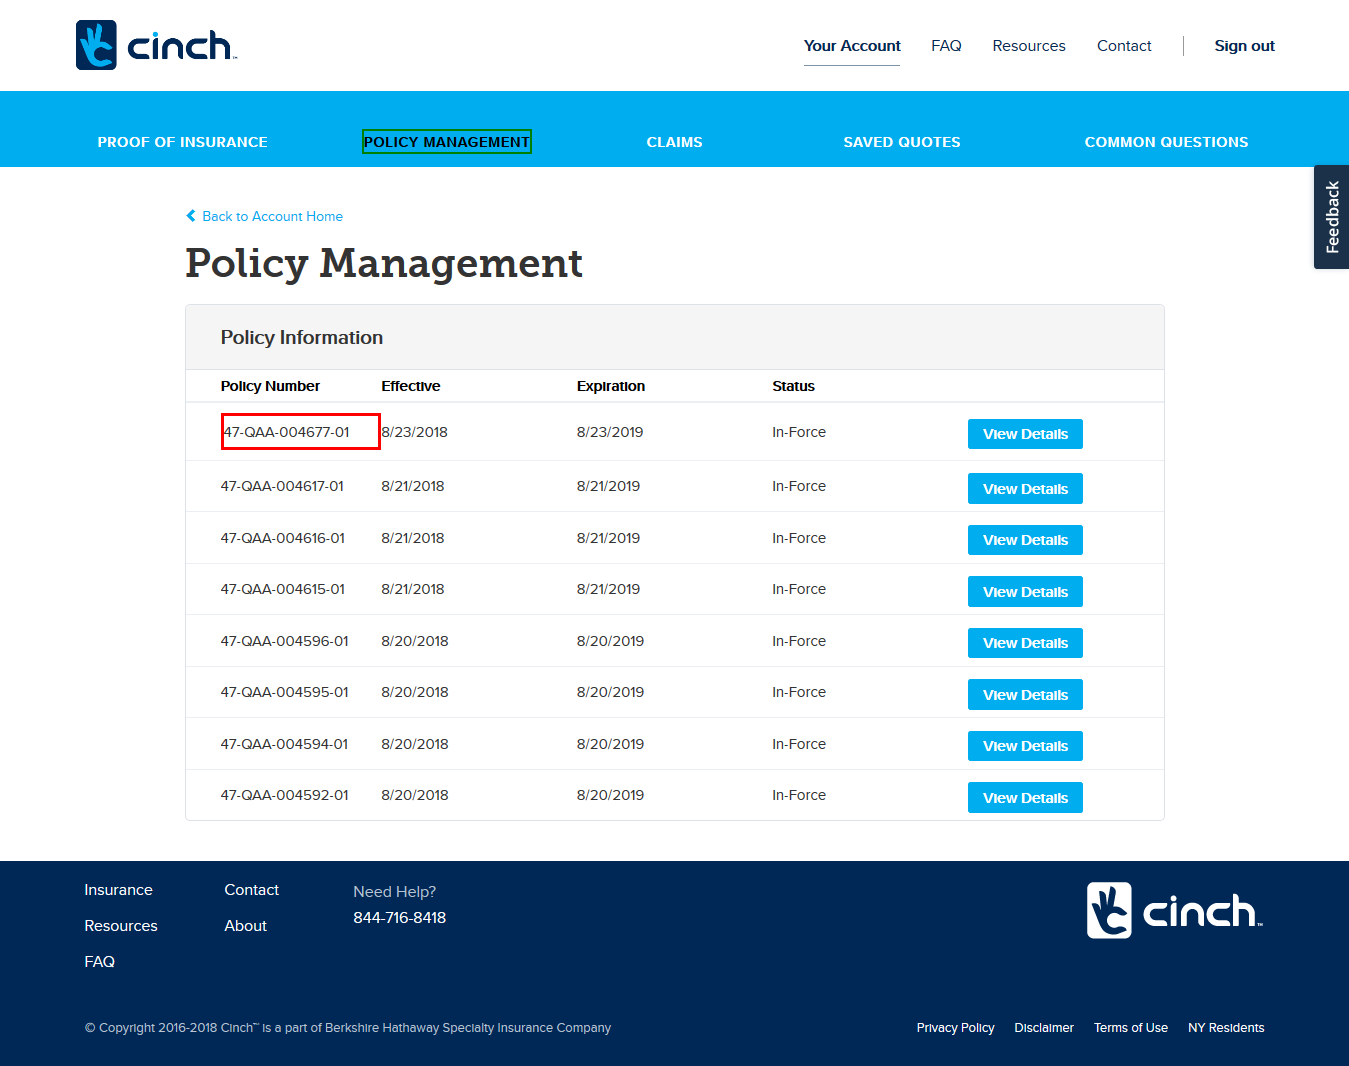 cinch™
Your Account FAQ Resources Contact Sign out
PROOF OF INSURANCE POLICY MANAGEMENT CLAIMS SAVED QUOTES COMMON QUESTIONS
Feedback
Back to Account Home
Policy Management
Policy Information
Policy Number Effective Expiration Status
47-QAA-004677-01 8/23/2018 8/23/2019 In-Force View Details
47-QAA-004617-01 8/21/2018 8/21/2019 In-Force View Details
47-QAA-004616-01 8/21/2018 8/21/2019 In-Force View Details
47-QAA-004615-01 8/21/2018 8/21/2019 In-Force View Details
47-QAA-004596-01 8/20/2018 8/20/2019 In-Force View Details
47-QAA-004595-01 8/20/2018 8/20/2019 In-Force View Details
47-QAA-004594-01 8/20/2018 8/20/2019 In-Force View Details
47-QAA-004592-01 8/20/2018 8/20/2019 In-Force View Details
Insurance Contact Need Help?
844-716-8418
Resources About
FAQ
cinch™
© Copyright 2016-2018 Cinch™ is a part of Berkshire Hathaway Specialty Insurance Company
Privacy Policy Disclaimer Terms of Use NY Residents